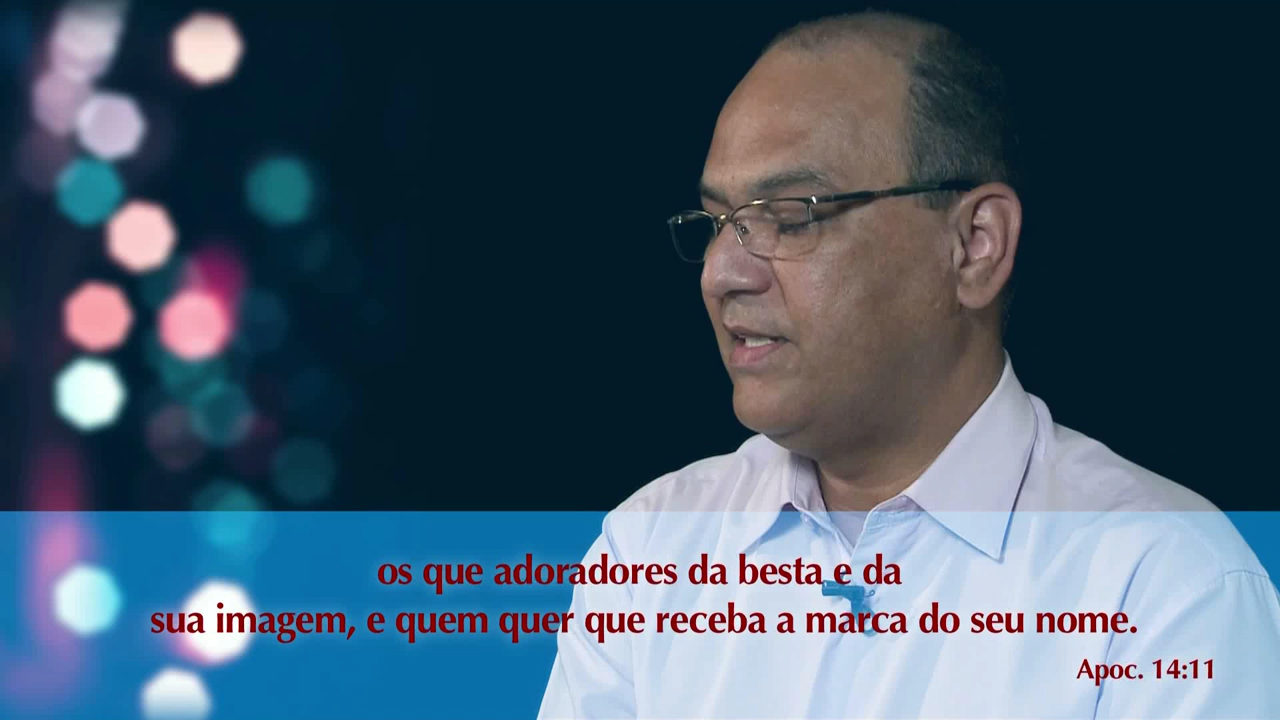 os que adoradores da besta e da
sua imagem, e quem quer que receba a marca do seu nome.
Apoc. 14:11